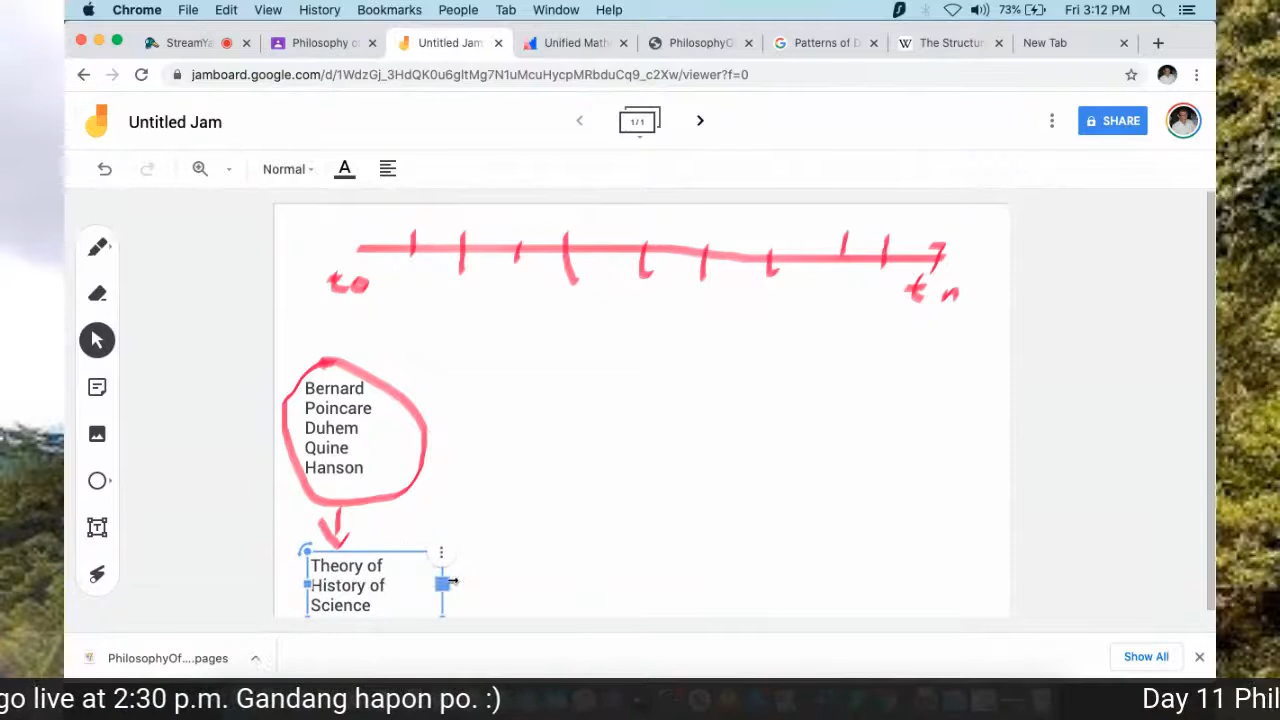 Chrome File Edit View History Bookmarks People Tab Window Help 73% Fri 3:12 PM
StreamYa Philosophy of Untitled Jam Unified Math PhilosophyO Patterns of D The Structur New Tab
jamboard.google.com/d/1WdzGj_3HdQK0u6gltMg7N1uMcuHycpMRbduCq9_c2Xw/viewer?f=0
Untitled Jam 1/1 SHARE
Normal A
to
tn
Bernard
Poincare
Duhem
Quine
Hanson
Theory of
History of
Science
PhilosophyOf....pages Show All
go live at 2:30 p.m. Gandang hapon po. :) Day 11 Phil